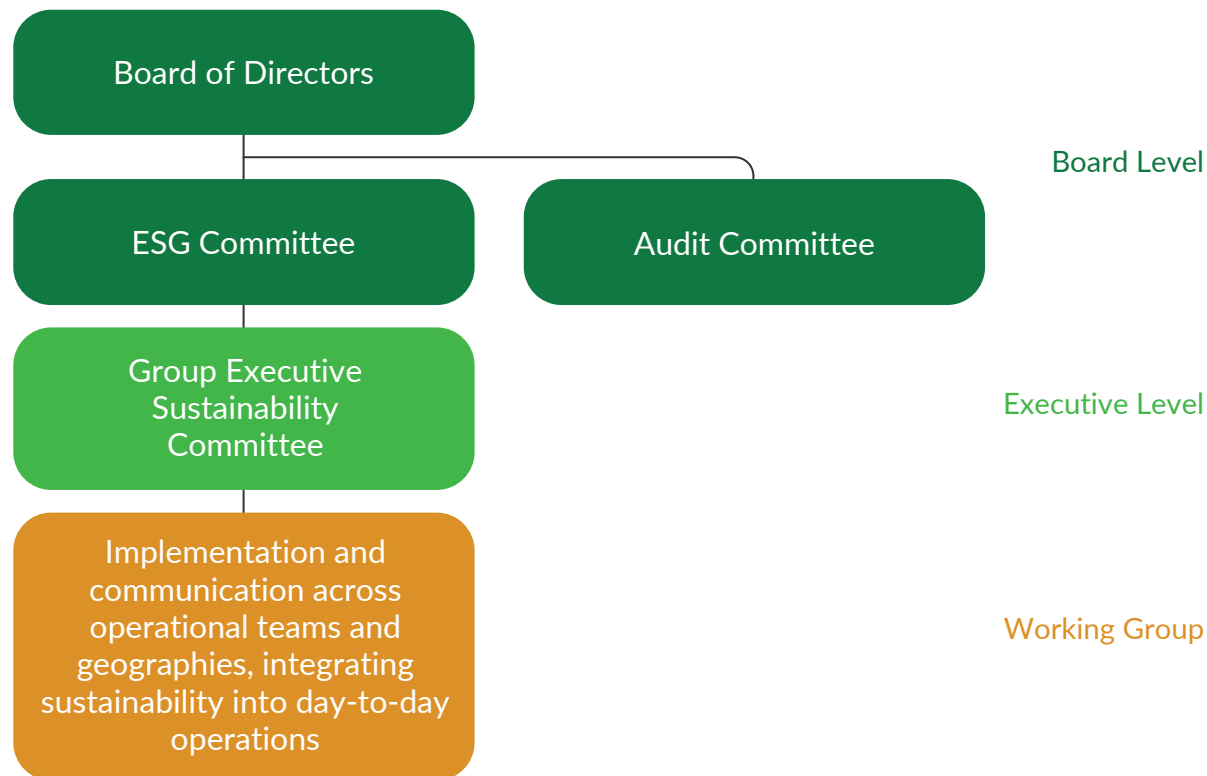 Board of Directors
Board Level
ESG Committee
Audit Committee
Group Executive
Sustainability
Committee
Executive Level
Implementation and
communication across
operational teams and
geographies, integrating
sustainability into day-to-day
operations
Working Group